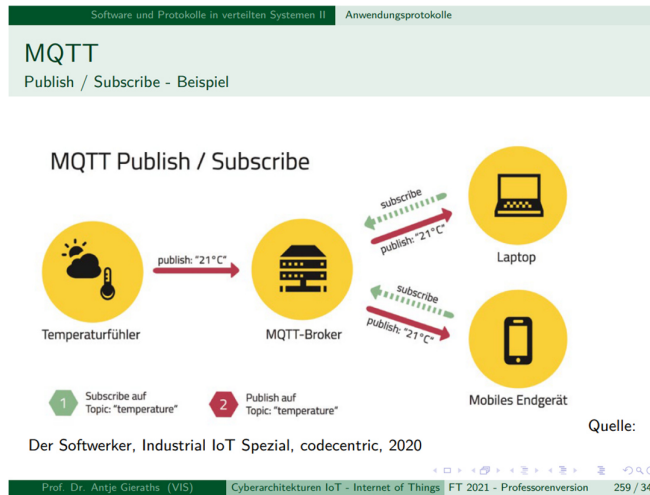 Software und Protokolle in verteilten Systemen II Anwendungsprotokolle
MQTT
Publish / Subscribe - Beispiel
MQTT Publish / Subscribe
subscribe
publish: "21°C"
Laptop
publish: "21°C"
Temperaturfühler
MQTT-Broker
subscribe
publish: "21°C"
Mobiles Endgerät
1 Subscribe auf
Topic: "temperature"
2 Publish auf
Topic: "temperature"
Quelle:
Der Softwerker, Industrial IoT Spezial, codecentric, 2020
Prof. Dr. Antje Gieraths (VIS) Cyberarchitekturen IoT - Internet of Things FT 2021 - Professorenversion 259 / 34